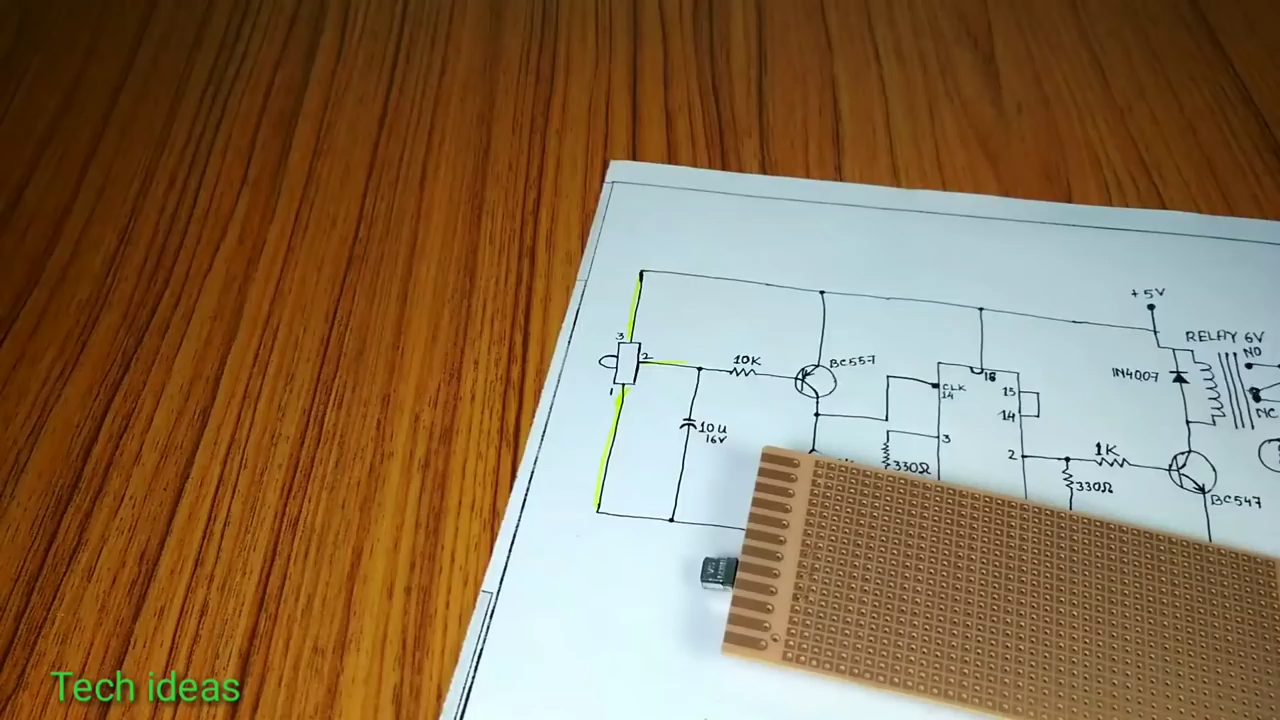 +5V
RELAY 6V
NO
3
2
10K
BC557
16
1N4007
CLK
14
15
NC
1
10U
16V
14
3
1K
2
330Ω
330Ω
BC547
Tech ideas